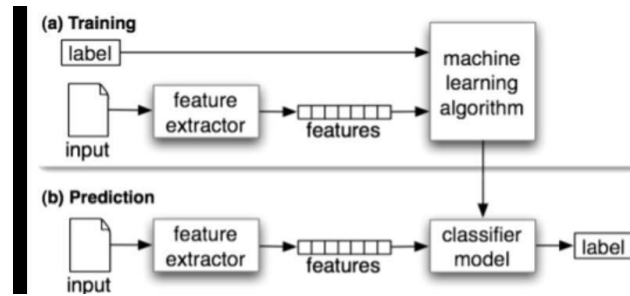 (a) Training
label
machine
learning
algorithm
input
feature
extractor
features
(b) Prediction
input
feature
extractor
features
classifier
model
label